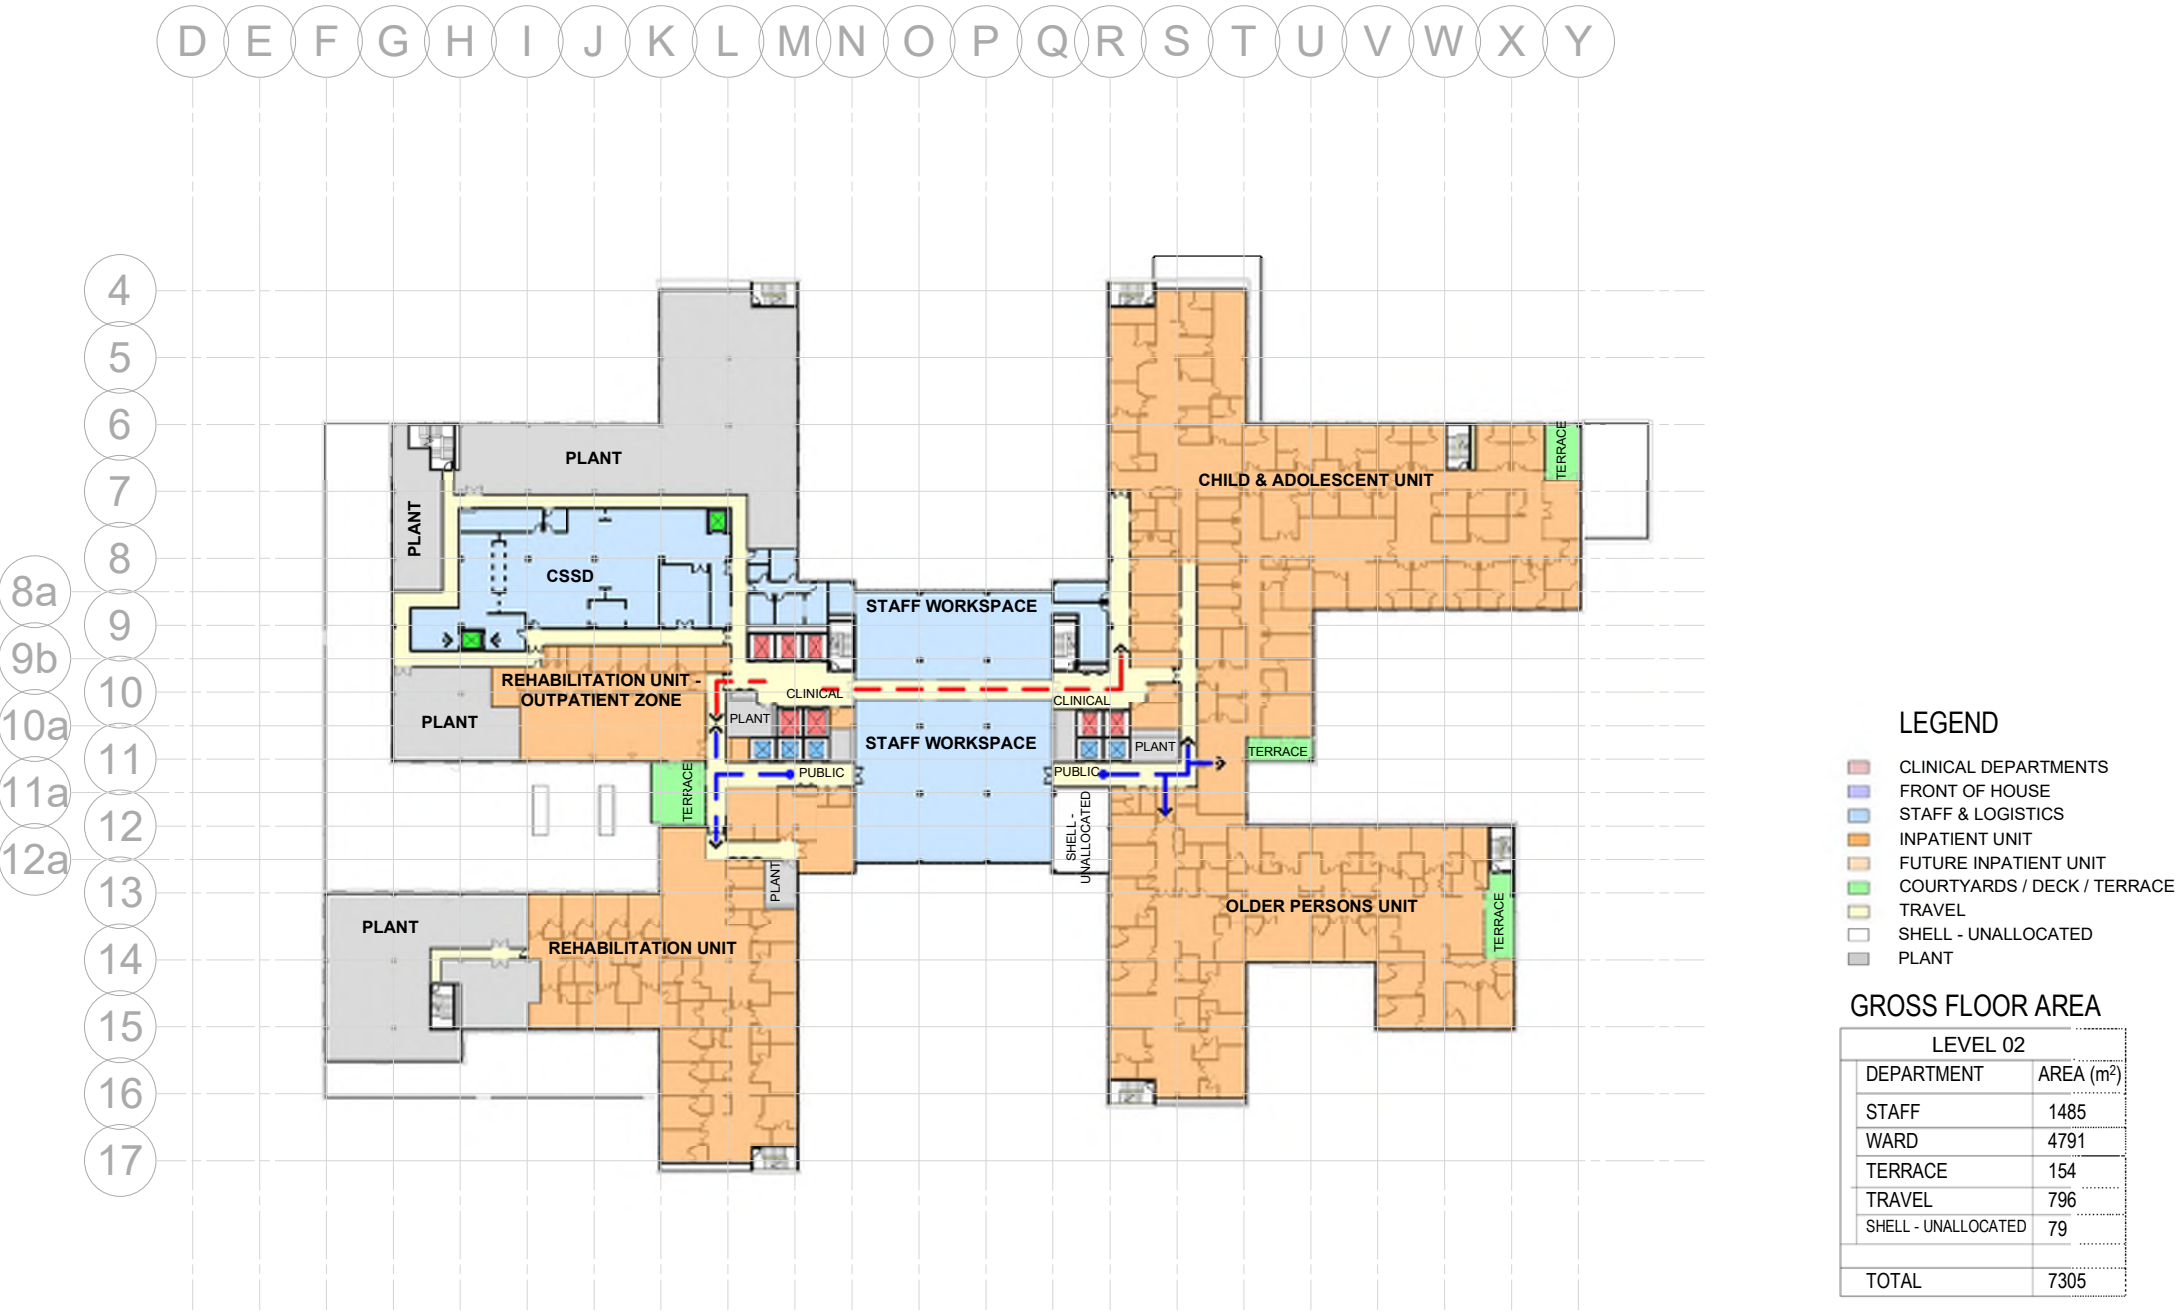 D E F G H I J K L M N O P Q R S T U V W X Y
4
5
6
7
8
8a
9
9b
10
10a
11
11a
12
12a
13
14
15
16
17
PLANT
PLANT
CSSD
STAFF WORKSPACE
CHILD & ADOLESCENT UNIT
TERRACE
REHABILITATION UNIT -
OUTPATIENT ZONE
CLINICAL
CLINICAL
PLANT
PLANT
STAFF WORKSPACE
PLANT
TERRACE
PUBLIC
PUBLIC
TERRACE
SHELL -
UNALLOCATED
PLANT
PLANT
REHABILITATION UNIT
OLDER PERSONS UNIT
TERRACE
LEGEND
CLINICAL DEPARTMENTS
FRONT OF HOUSE
STAFF & LOGISTICS
INPATIENT UNIT
FUTURE INPATIENT UNIT
COURTYARDS / DECK / TERRACE
TRAVEL
SHELL - UNALLOCATED
PLANT
GROSS FLOOR AREA
LEVEL 02
DEPARTMENT AREA (m²)
STAFF 1485
WARD 4791
TERRACE 154
TRAVEL 796
SHELL - UNALLOCATED 79
TOTAL 7305